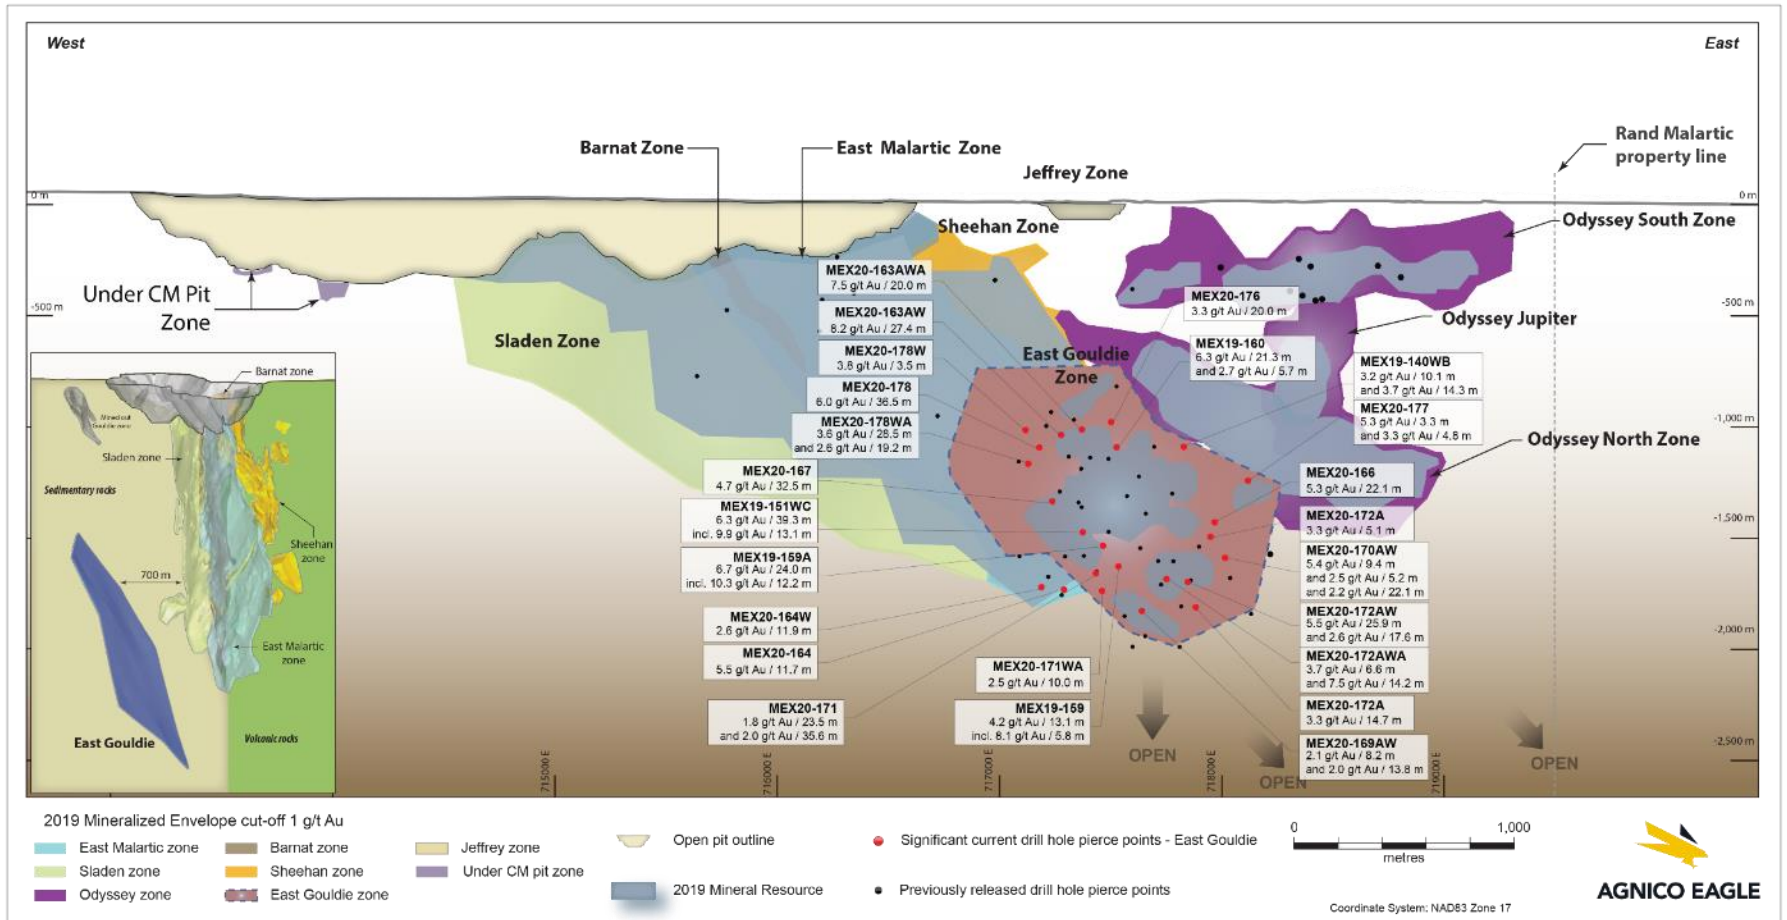 West
East
Rand Malartic
property line
Barnat Zone
East Malartic Zone
Jeffrey Zone
0 m
0 m
Sheehan Zone
Odyssey South Zone
Under CM Pit
Zone
-500 m
-500 m
Odyssey Jupiter
Sladen Zone
East Gouldie
Zone
Odyssey North Zone
-1,000 m
-1,500 m
-2,000 m
-2,500 m
MEX20-163AWA
7.5 g/t Au / 20.0 m
MEX20-163AW
8.2 g/t Au / 27.4 m
MEX20-178W
3.8 g/t Au / 3.5 m
MEX20-178
6.0 g/t Au / 36.5 m
MEX20-178WA
3.6 g/t Au / 28.5 m
and 2.6 g/t Au / 19.2 m
MEX20-167
4.7 g/t Au / 32.5 m
MEX19-151WC
6.3 g/t Au / 39.3 m
incl. 9.9 g/t Au / 13.1 m
MEX19-159A
6.7 g/t Au / 24.0 m
incl. 10.3 g/t Au / 12.2 m
MEX20-164W
2.6 g/t Au / 11.9 m
MEX20-164
5.5 g/t Au / 11.7 m
MEX20-171
1.8 g/t Au / 23.5 m
and 2.0 g/t Au / 35.6 m
MEX20-171WA
2.5 g/t Au / 10.0 m
MEX19-159
4.2 g/t Au / 13.1 m
incl. 8.1 g/t Au / 5.8 m
MEX20-176
3.3 g/t Au / 20.0 m
MEX19-160
6.3 g/t Au / 21.3 m
and 2.7 g/t Au / 5.7 m
MEX19-140WB
3.2 g/t Au / 10.1 m
and 3.7 g/t Au / 14.3 m
MEX20-177
5.3 g/t Au / 3.3 m
and 3.3 g/t Au / 4.8 m
MEX20-166
5.3 g/t Au / 22.1 m
MEX20-172A
3.3 g/t Au / 5.1 m
MEX20-170AW
5.4 g/t Au / 9.4 m
and 2.5 g/t Au / 5.2 m
and 2.2 g/t Au / 22.1 m
MEX20-172AW
5.5 g/t Au / 25.9 m
and 2.6 g/t Au / 17.6 m
MEX20-172AWA
3.7 g/t Au / 6.6 m
and 7.5 g/t Au / 14.2 m
MEX20-172A
3.3 g/t Au / 14.7 m
MEX20-169AW
2.1 g/t Au / 8.2 m
and 2.0 g/t Au / 13.8 m
OPEN
OPEN
OPEN
715000 E
716000 E
717000 E
718000 E
719000 E
Barnat zone
Mined out
Gouldie zone
Sladen zone
Sedimentary rocks
Sheehan
zone
700 m
East Malartic
zone
East Gouldie
Volcanic rocks
2019 Mineralized Envelope cut-off 1 g/t Au
East Malartic zone
Barnat zone
Jeffrey zone
Sladen zone
Sheehan zone
Under CM pit zone
Odyssey zone
East Gouldie zone
Open pit outline
2019 Mineral Resource
Significant current drill hole pierce points - East Gouldie
Previously released drill hole pierce points
0
1,000
metres
AGNICO EAGLE
Coordinate System: NAD83 Zone 17